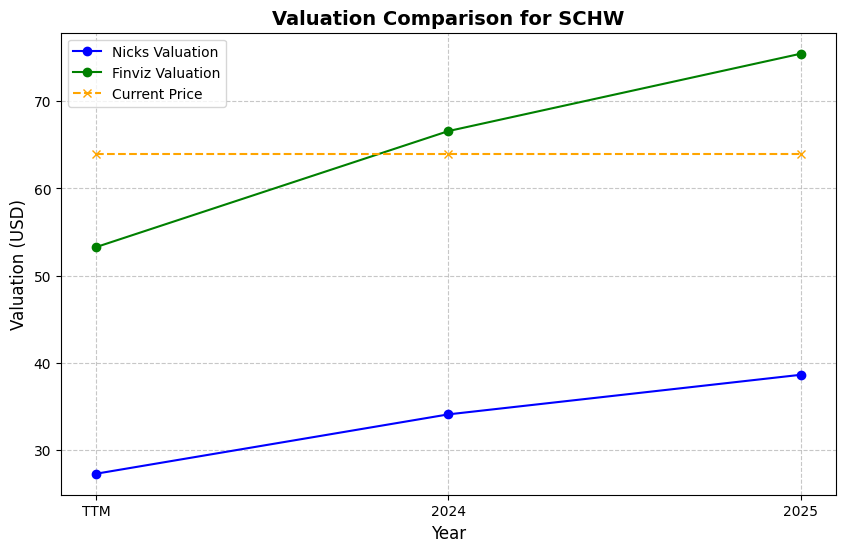 Valuation Comparison for SCHW
Nicks Valuation
Finviz Valuation
Current Price
Valuation (USD)
70
60
50
40
30
TTM
2024
2025
Year